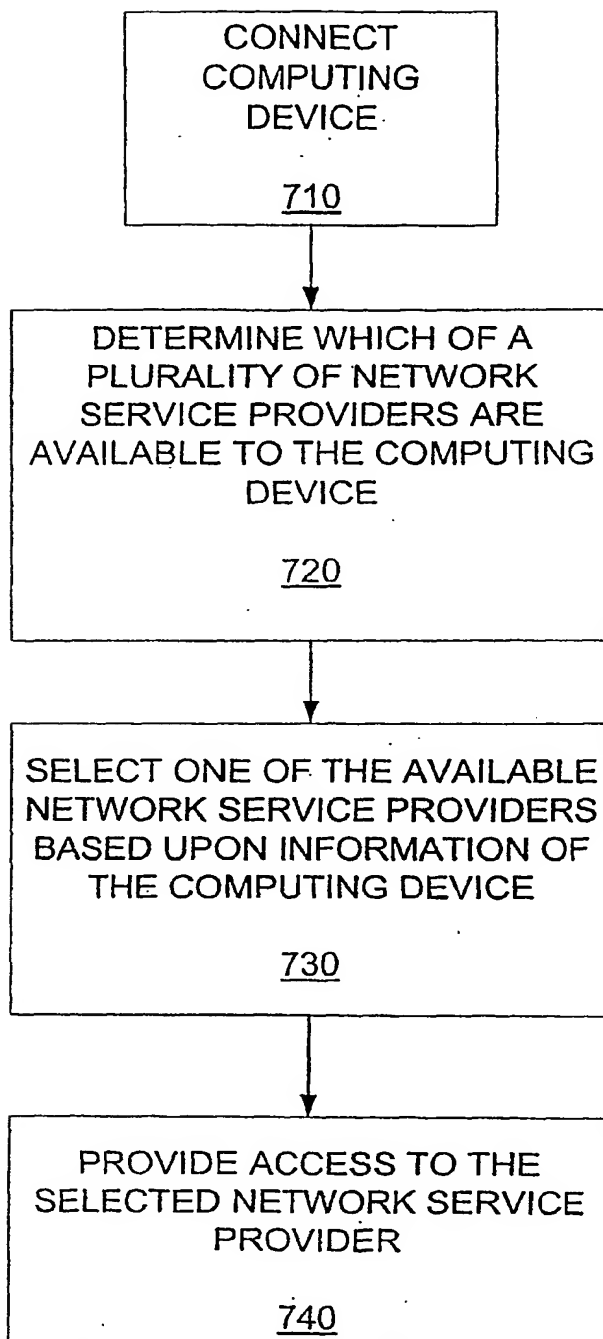 CONNECT
COMPUTING
DEVICE
710
DETERMINE WHICH OF A
PLURALITY OF NETWORK
SERVICE PROVIDERS ARE
AVAILABLE TO THE COMPUTING
DEVICE
720
SELECT ONE OF THE AVAILABLE
NETWORK SERVICE PROVIDERS
BASED UPON INFORMATION OF
THE COMPUTING DEVICE
730
PROVIDE ACCESS TO THE
SELECTED NETWORK SERVICE
PROVIDER
740